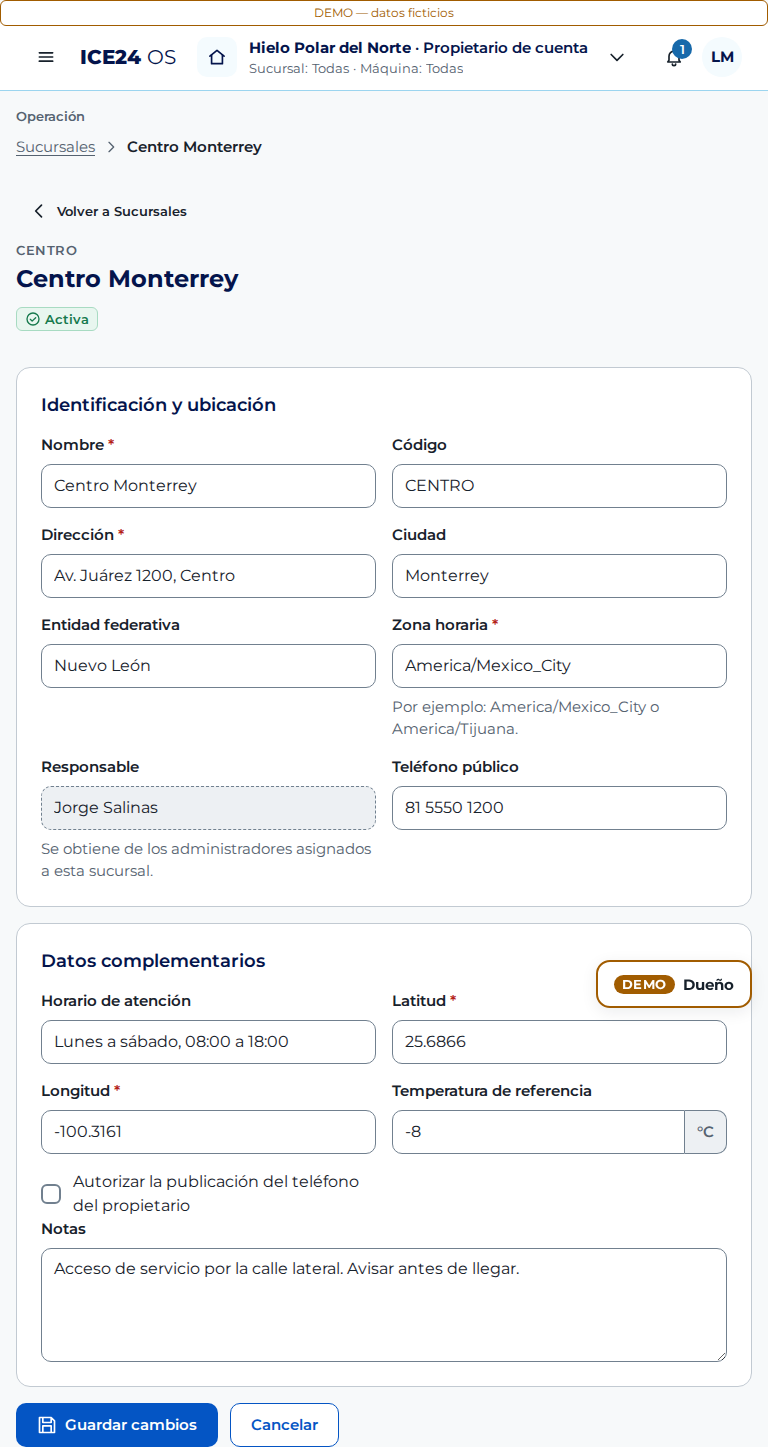 DEMO — datos ficticios
ICE24 OS
Hielo Polar del Norte · Propietario de cuenta
Sucursal: Todas · Máquina: Todas
1
LM
Operación
Sucursales > Centro Monterrey
Volver a Sucursales
CENTRO
Centro Monterrey
Activa
Identificación y ubicación
Nombre *
Código
Centro Monterrey
CENTRO
Dirección *
Ciudad
Av. Juárez 1200, Centro
Monterrey
Entidad federativa
Zona horaria *
Nuevo León
America/Mexico_City
Por ejemplo: America/Mexico_City o
America/Tijuana.
Responsable
Teléfono público
Jorge Salinas
81 5550 1200
Se obtiene de los administradores asignados
a esta sucursal.
Datos complementarios
DEMO Dueño
Horario de atención
Latitud *
Lunes a sábado, 08:00 a 18:00
25.6866
Longitud *
Temperatura de referencia
-100.3161
-8
°C
Autorizar la publicación del teléfono
del propietario
Notas
Acceso de servicio por la calle lateral. Avisar antes de llegar.
Guardar cambios
Cancelar